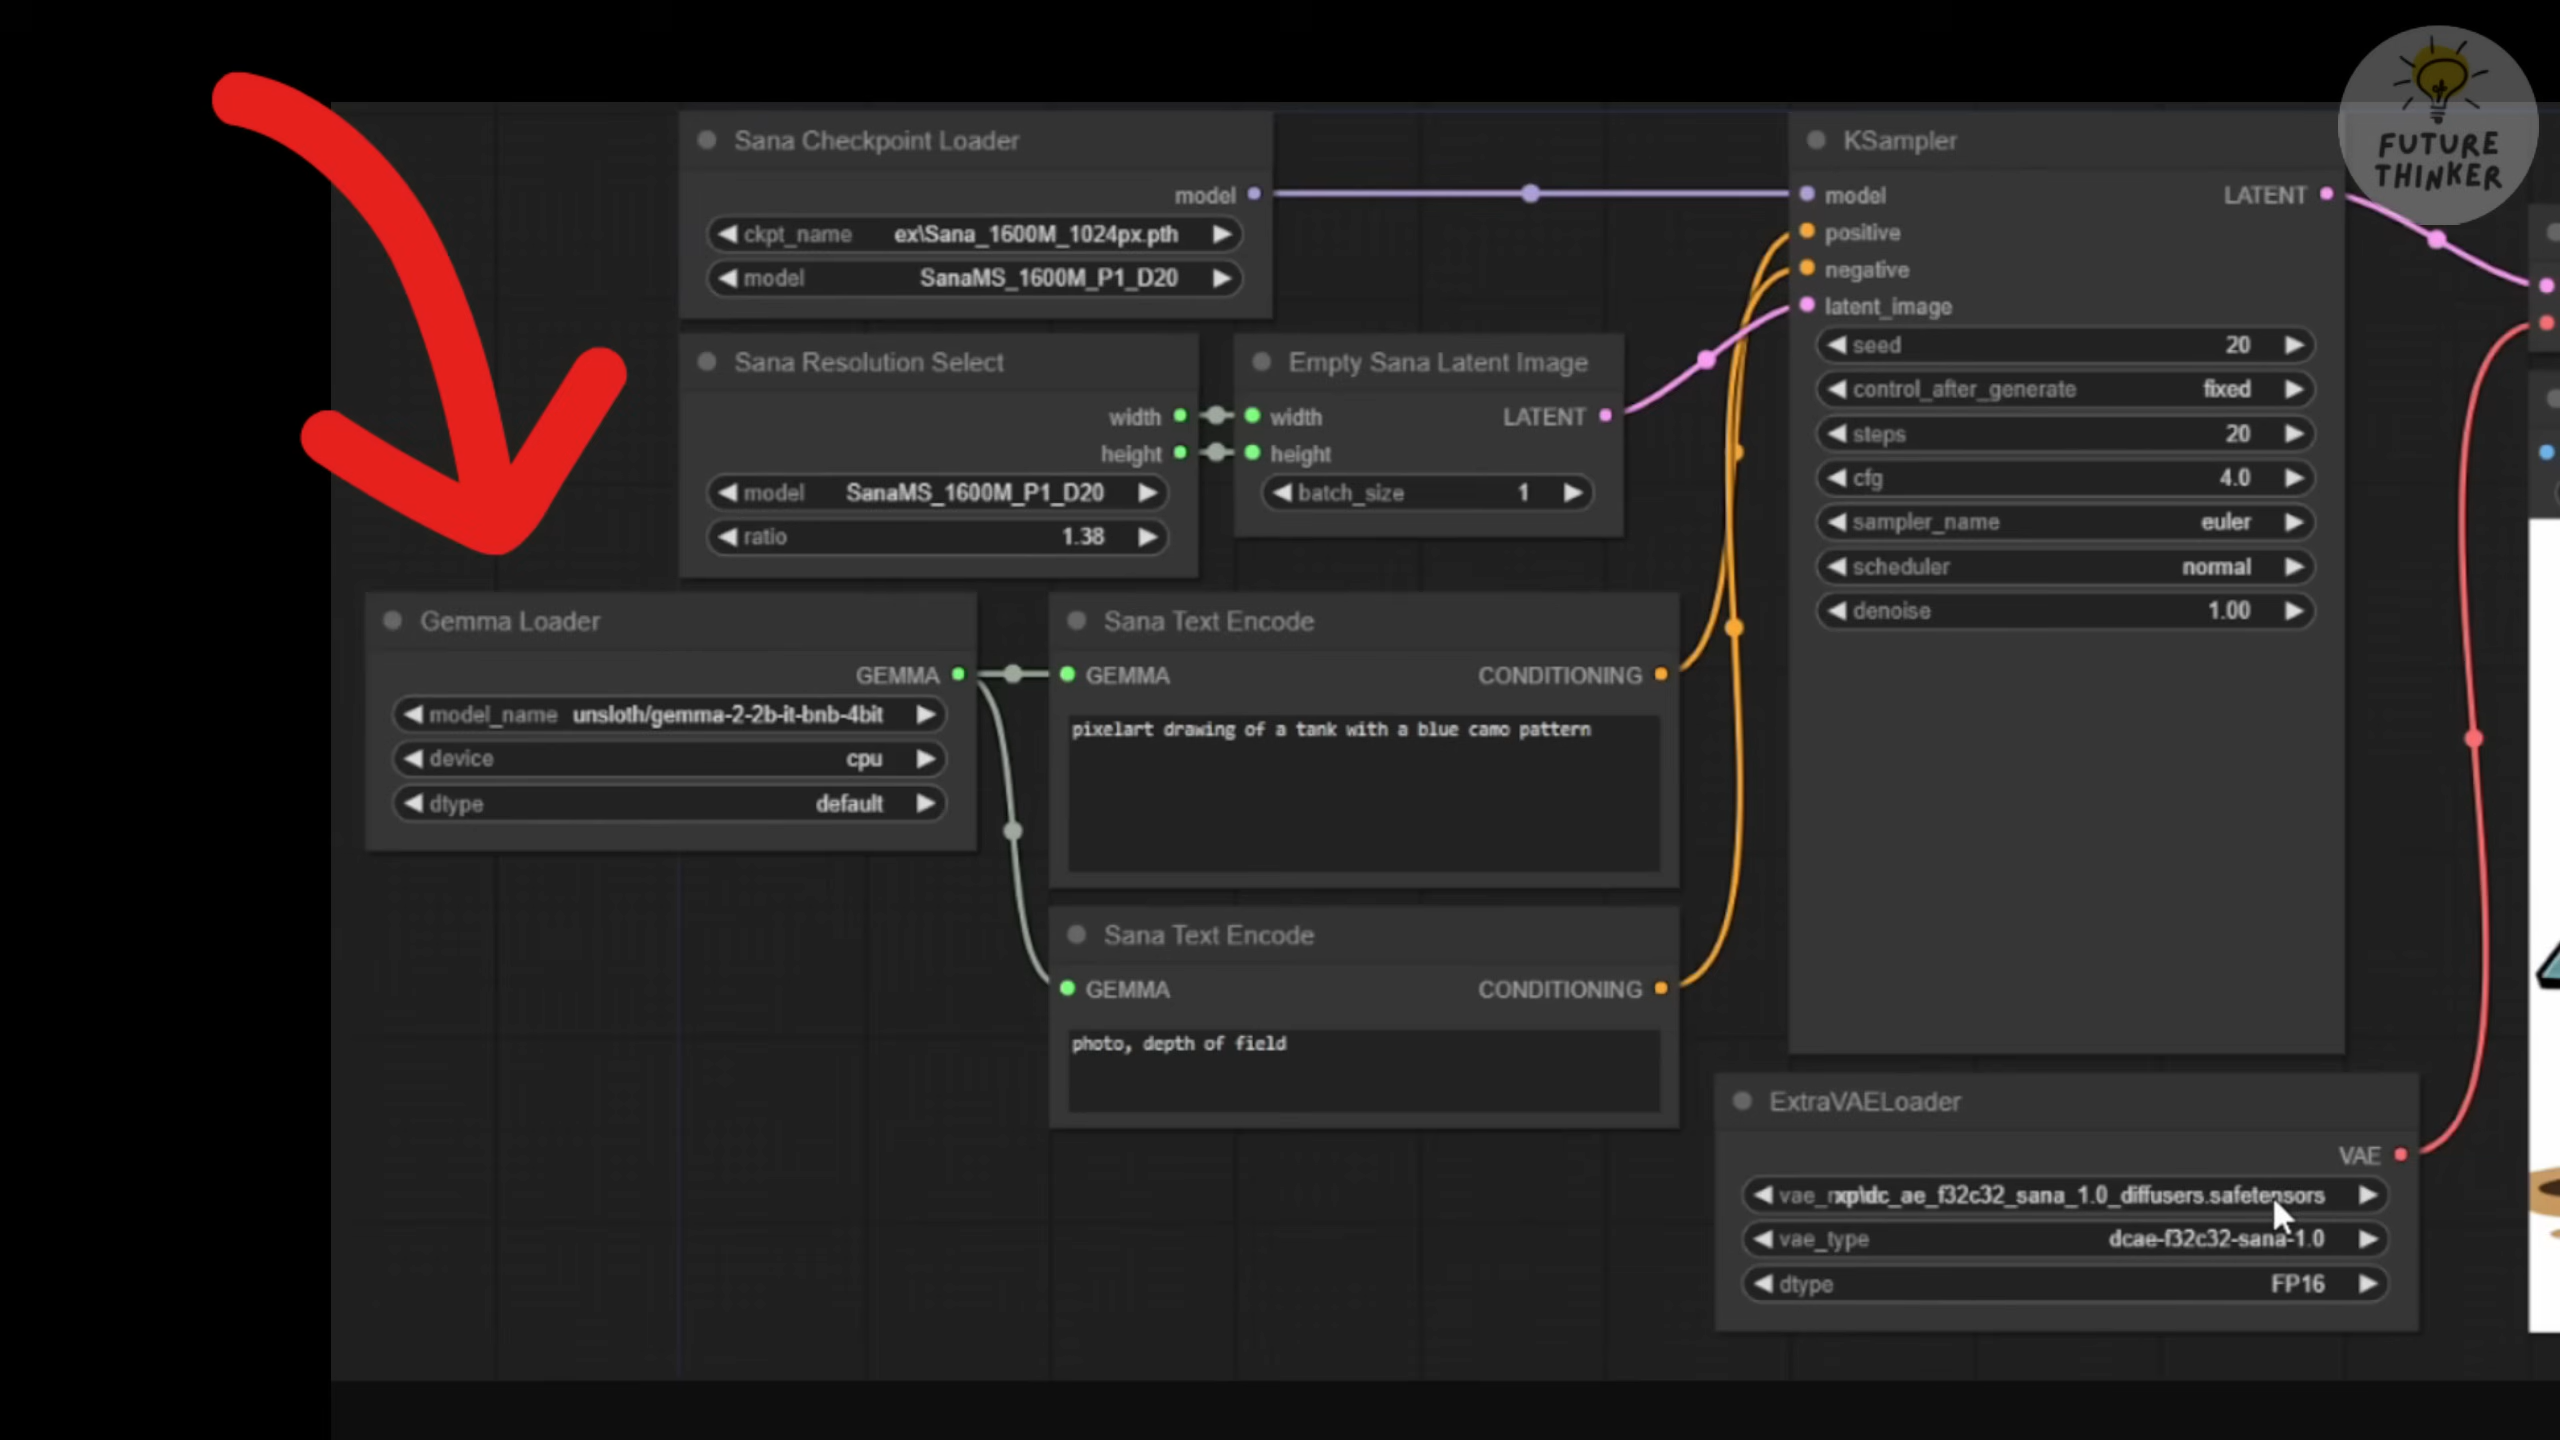 Sana Checkpoint Loader
model
ckpt_name ex\Sana_1600M_1024px.pth
model SanaMS_1600M_P1_D20
Sana Resolution Select
width
height
model SanaMS_1600M_P1_D20
ratio 1.38
Empty Sana Latent Image
width LATENT
height
batch_size 1
Gemma Loader
GEMMA
model_name unsloth/gemma-2-2b-it-bnb-4bit
device cpu
dtype default
Sana Text Encode
GEMMA CONDITIONING
pixelart drawing of a tank with a blue camo pattern
Sana Text Encode
GEMMA CONDITIONING
photo, depth of field
KSampler
model LATENT
positive
negative
latent_image
seed 20
control_after_generate fixed
steps 20
cfg 4.0
sampler_name euler
scheduler normal
denoise 1.00
ExtraVAELoader
VAE
xp\dc_ae_f32c32_sana_1.0_diffusers.safetensors
vae_type dcae-f32c32-sana-1.0
dtype FP16
of
FUTURE
THINKER